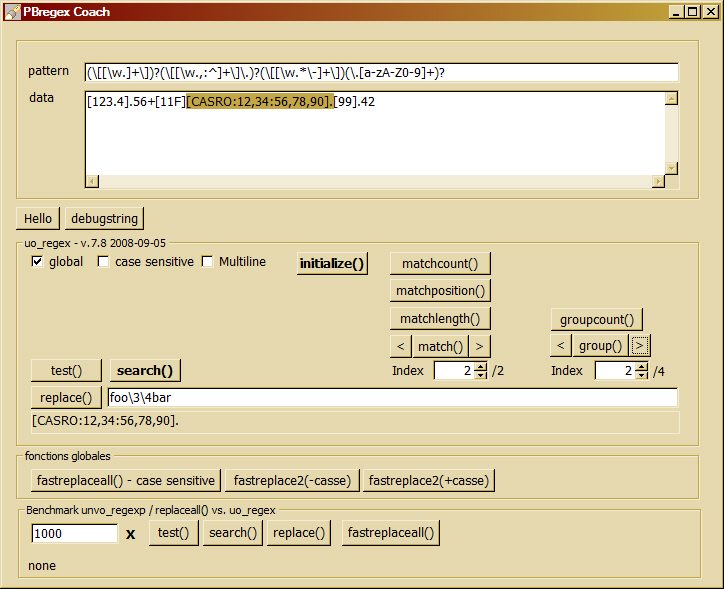 PBregex Coach
pattern (\[[\w.]+\])?(\[[\w.,:^]+\]\.)?(\[[\w.*\-]+\])(\.[a-zA-Z0-9]+)?
data [123.4].56+[11F][CASRO:12,34:56,78,90].[99].42
Hello debugstring
uo_regex - v.7.8 2008-09-05
global case sensitive Multiline initialize() matchcount()
matchposition()
matchlength() groupcount()
< match() > < group() >
test() search() Index 2 /2 Index 2 /4
replace() foo\3\4bar
[CASRO:12,34:56,78,90].
fonctions globales
fastreplaceall() - case sensitive fastreplace2(-casse) fastreplace2(+casse)
Benchmark unvo_regexp / replaceall() vs. uo_regex
1000 x test() search() replace() fastreplaceall()
none